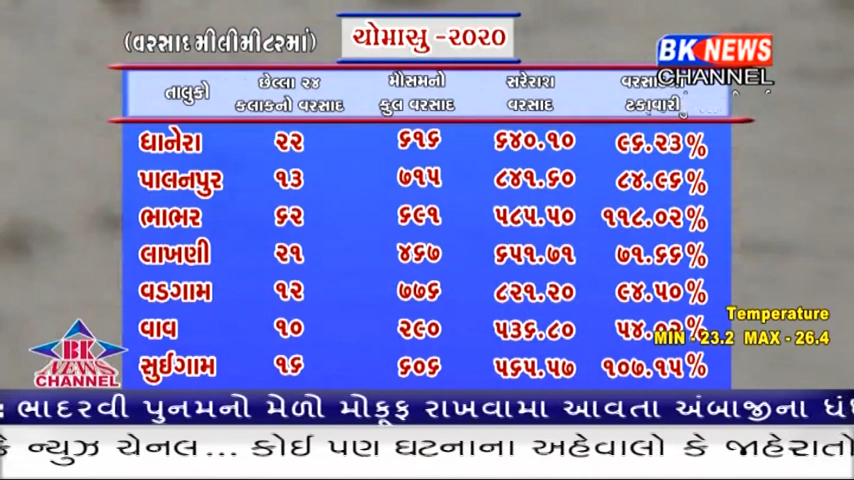 (વરસાદ મીલીમીટરમાં) ચોમાસુ -૨૦૨૦
BK NEWS
CHANNEL
તાલુકો છેલ્લા ૨૪ કલાકનો વરસાદ મૌસમનો કુલ વરસાદ સરેરાશ વરસાદ ટકાવારી
ધાનેરા ૨૨ ૬૧૬ ૬૪૦.૧૦ ૯૬.૨૩%
પાલનપુર ૧૩ ૭૧૫ ૮૪૧.૬૦ ૮૪.૯૬%
ભાભર ૬૨ ૬૯૧ ૫૮૫.૫૦ ૧૧૮.૦૨%
લાખણી ૨૧ ૪૬૭ ૬૫૧.૭૧ ૭૧.૬૬%
વડગામ ૧૨ ૭૭૬ ૮૨૧.૨૦ ૯૪.૫૦%
વાવ ૧૦ ૨૯૦ ૫૩૬.૮૦ ૫૪.૦૨%
Temperature
MIN - 23.2 MAX - 26.4
સુઈગામ ૧૬ ૬૦૬ ૫૬૫.૫૭ ૧૦૭.૧૫%
BK
NEWS
CHANNEL
: ભાદરવી પુનમનો મેળો મોકૂફ રાખવામા આવતા અંબાજીના
ન્યુઝ ચેનલ... કોઈ પણ ઘટનાના અહેવાલો કે જાહેરાતો